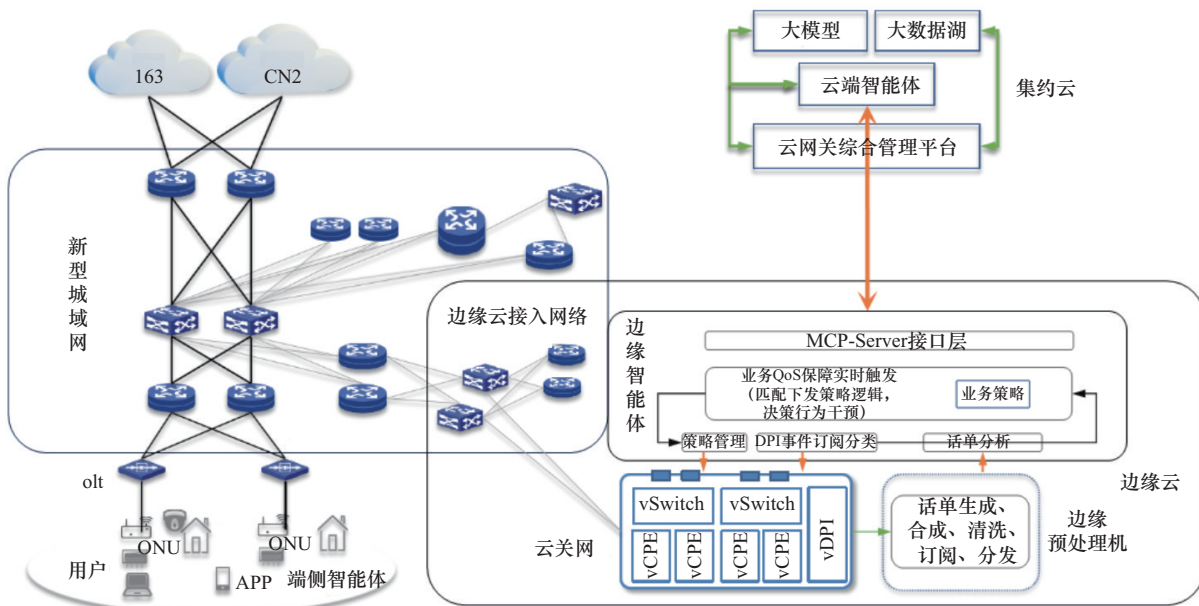 163
CN2
新型城域网
olt
ONU
ONU
用户
APP
端侧智能体
大模型
大数据湖
云端智能体
云网关综合管理平台
集约云
边缘云接入网络
边缘智能体
MCP-Server接口层
业务QoS保障实时触发
（匹配下发策略逻辑，
决策行为干预）
业务策略
策略管理
DPI事件订阅分类
话单分析
边缘云
云关网
vSwitch
vSwitch
vCPE
vCPE
vCPE
vCPE
vDPI
话单生成、
合成、清洗、
订阅、分发
边缘
预处理机